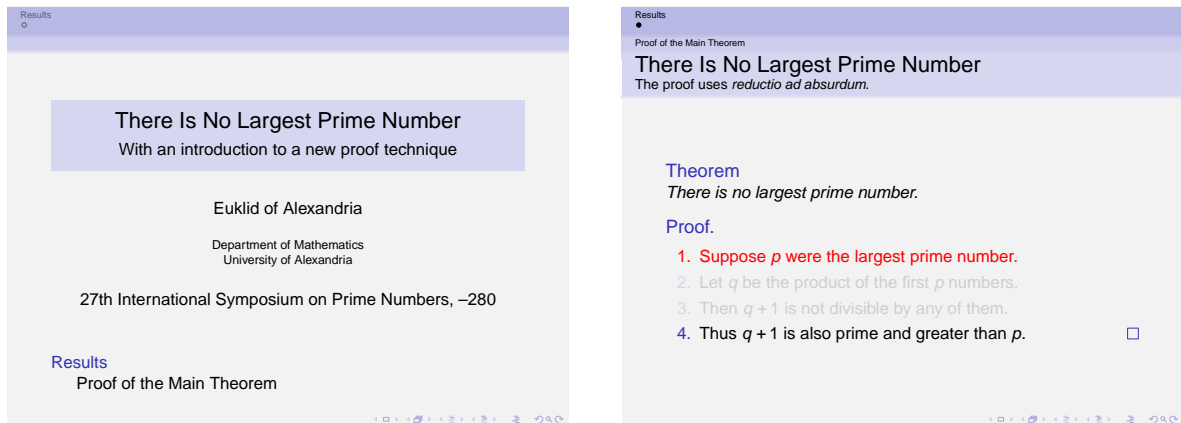 Results
There Is No Largest Prime Number
With an introduction to a new proof technique
Euklid of Alexandria
Department of Mathematics
University of Alexandria
27th International Symposium on Prime Numbers, –280
Results
Proof of the Main Theorem
Results
Proof of the Main Theorem
There Is No Largest Prime Number
The proof uses reductio ad absurdum.
Theorem
There is no largest prime number.
Proof.
1. Suppose p were the largest prime number.
2. Let q be the product of the first p numbers.
3. Then q + 1 is not divisible by any of them.
4. Thus q + 1 is also prime and greater than p.